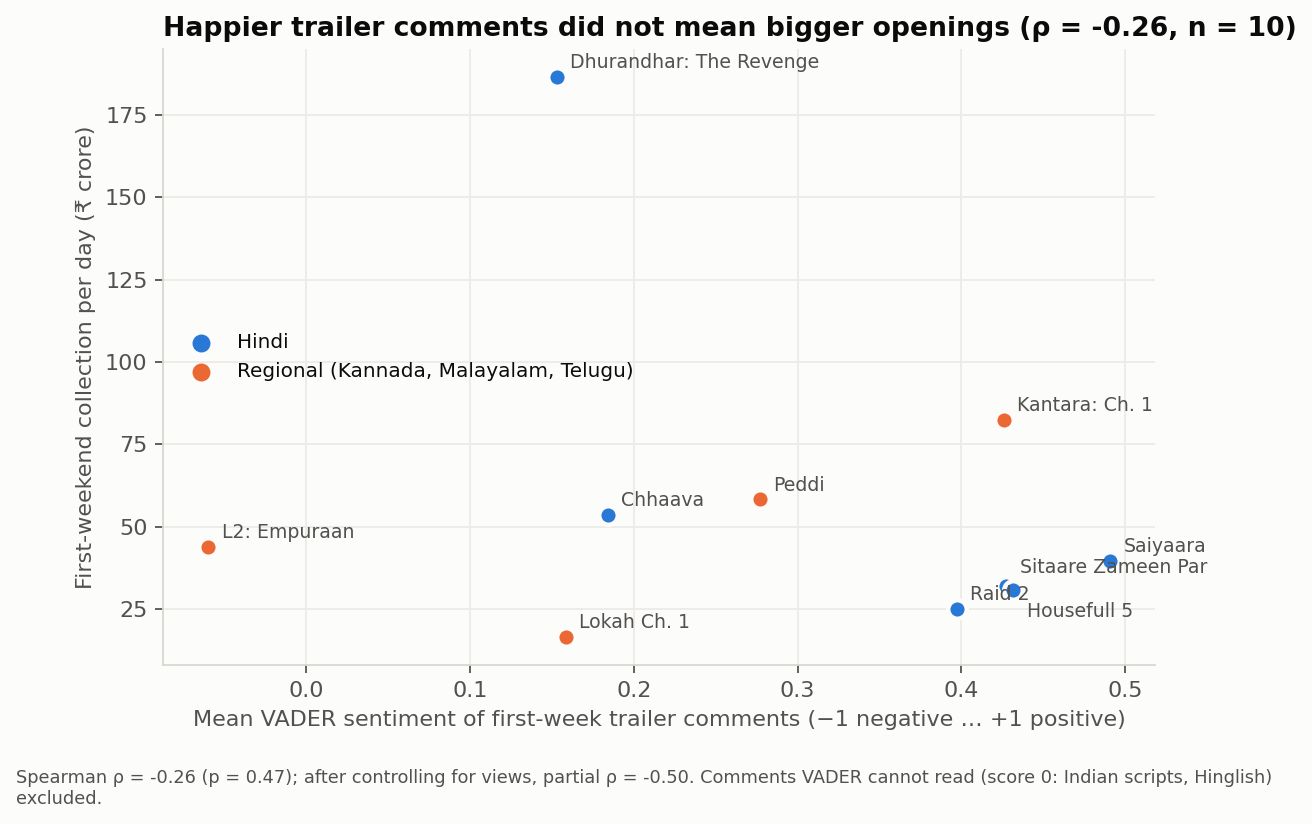 Happier trailer comments did not mean bigger openings (ρ = -0.26, n = 10)
First-weekend collection per day (₹ crore)
175
150
125
100
75
50
25
Dhurandhar: The Revenge
Hindi
Regional (Kannada, Malayalam, Telugu)
Kantara: Ch. 1
Peddi
Chhaava
L2: Empuraan
Saiyaara
Sitaare Zameen Par
Raid 2
Housefull 5
Lokah Ch. 1
0.0 0.1 0.2 0.3 0.4 0.5
Mean VADER sentiment of first-week trailer comments (−1 negative … +1 positive)
Spearman ρ = -0.26 (p = 0.47); after controlling for views, partial ρ = -0.50. Comments VADER cannot read (score 0: Indian scripts, Hinglish)
excluded.